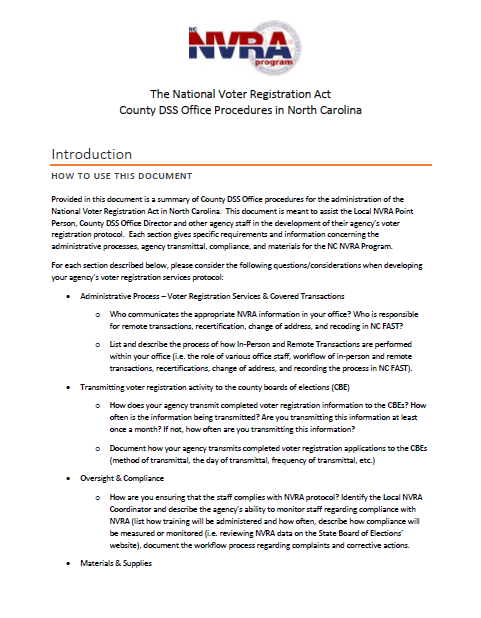 NC
NVRA
program
The National Voter Registration Act
County DSS Office Procedures in North Carolina
Introduction
HOW TO USE THIS DOCUMENT
Provided in this document is a summary of County DSS Office procedures for the administration of the
National Voter Registration Act in North Carolina.  This document is meant to assist the Local NVRA Point
Person, County DSS Office Director and other agency staff in the development of their agency's voter
registration protocol.  Each section gives specific requirements and information concerning the
administrative processes, agency transmittal, compliance, and materials for the NC NVRA Program.
For each section described below, please consider the following questions/considerations when developing
your agency's voter registration services protocol:
• Administrative Process – Voter Registration Services & Covered Transactions
o Who communicates the appropriate NVRA information in your office? Who is responsible
for remote transactions, recertification, change of address, and recoding in NC FAST?
o List and describe the process of how In-Person and Remote Transactions are performed
within your office (i.e. the role of various office staff, workflow of in-person and remote
transactions, recertifications, change of address, and recording the process in NC FAST).
• Transmitting voter registration activity to the county boards of elections (CBE)
o How does your agency transmit completed voter registration information to the CBEs? How
often is the information being transmitted? Are you transmitting this information at least
once a month? If not, how often are you transmitting this information?
o Document how your agency transmits completed voter registration applications to the CBEs
(method of transmittal, the day of transmittal, frequency of transmittal, etc.)
• Oversight & Compliance
o How are you ensuring that the staff complies with NVRA protocol? Identify the Local NVRA
Coordinator and describe the agency's ability to monitor staff regarding compliance with
NVRA (list how training will be administered and how often, describe how compliance will
be measured or monitored (i.e. reviewing NVRA data on the State Board of Elections'
website), document the workflow process regarding complaints and corrective actions.
• Materials & Supplies